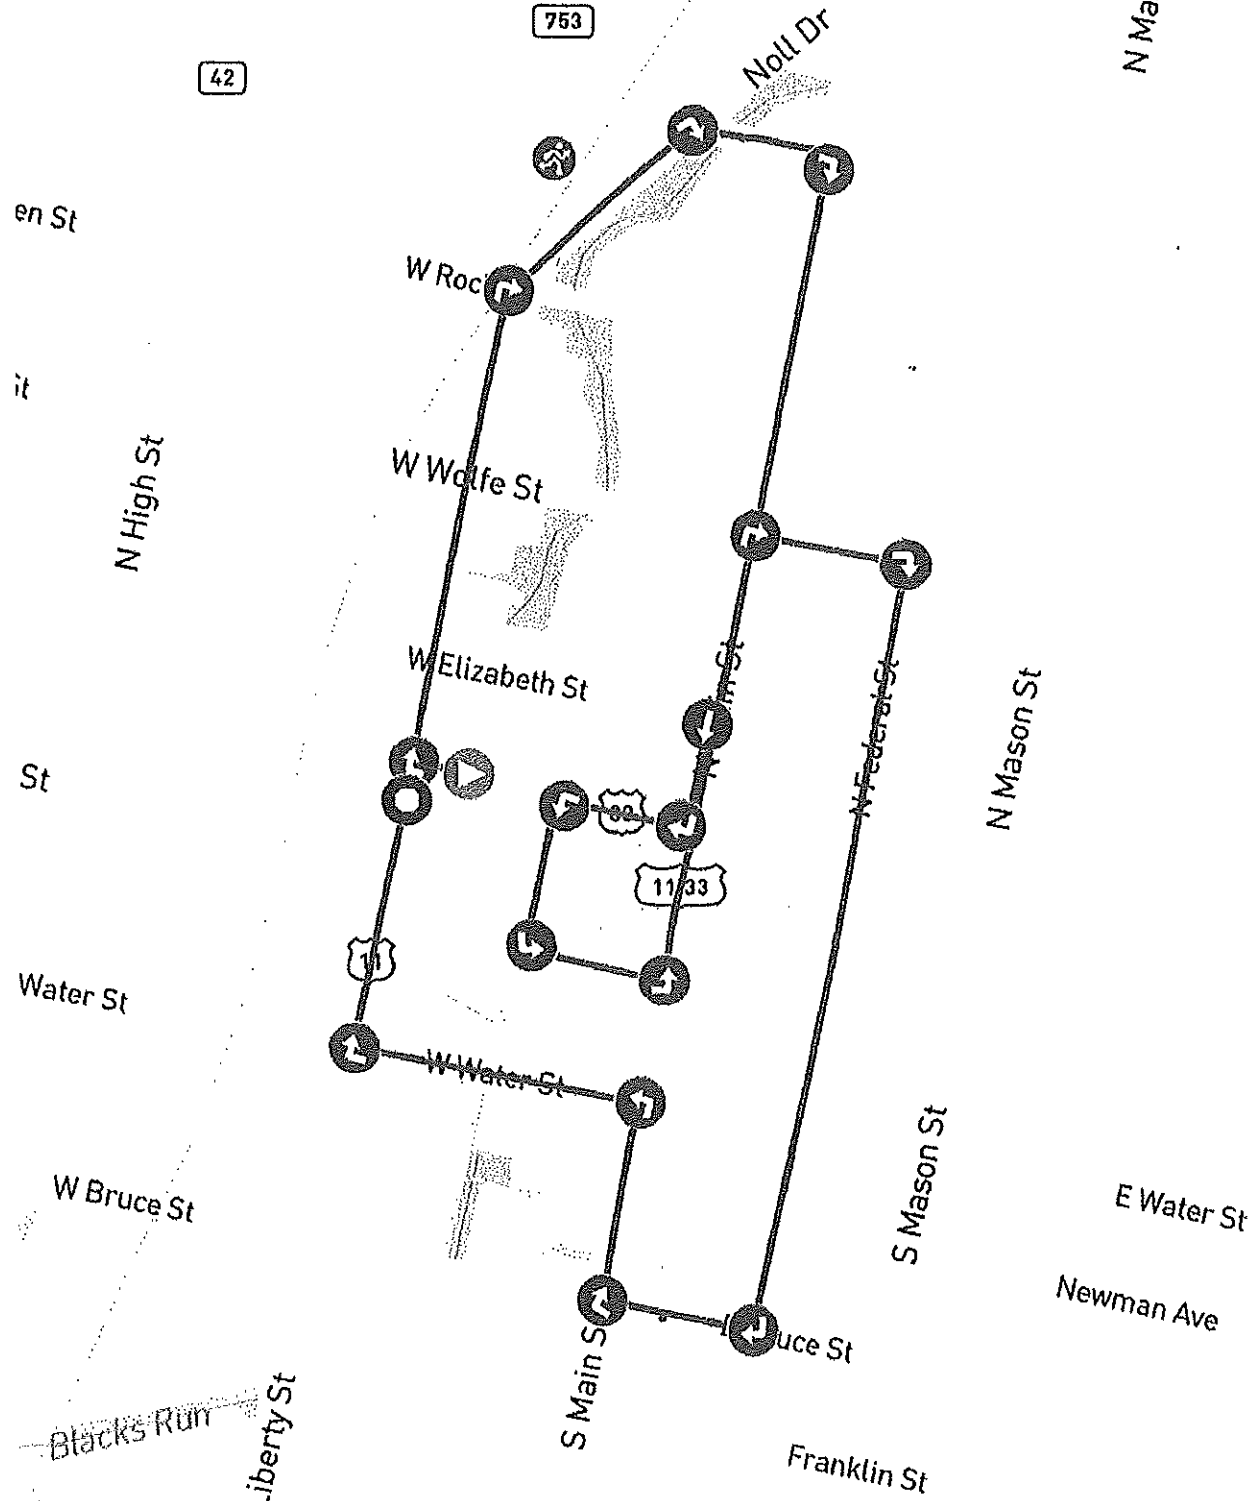 753
Noll Dr
N Ma
42
en St
W Roc
N High St
W Wolfe St
W Elizabeth St
N Federal St
N Mason St
St
33
11/33
11
Water St
W Water St
W Bruce St
S Mason St
E Water St
Newman Ave
uce St
S Main S
Blacks Run
iberty St
Franklin St